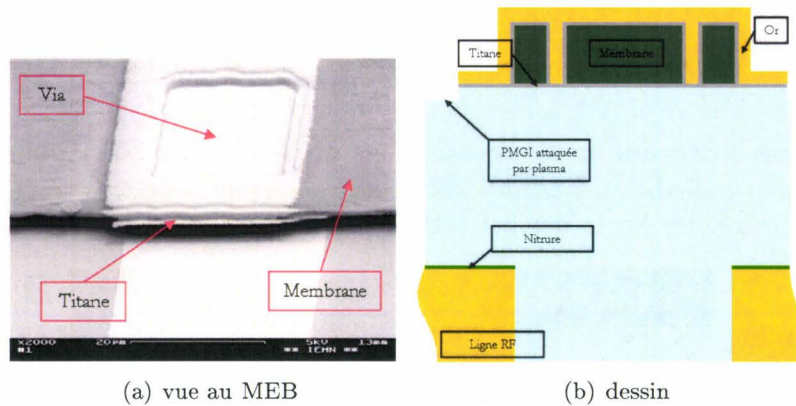 Via
Titane
Membrane
x2000 20µm 5kV 13mm
#1 ** IEMN **
Titane
Membrane
Or
PMGI attaquée
par plasma
Nitrure
Ligne RF
(a) vue au MEB
(b) dessin